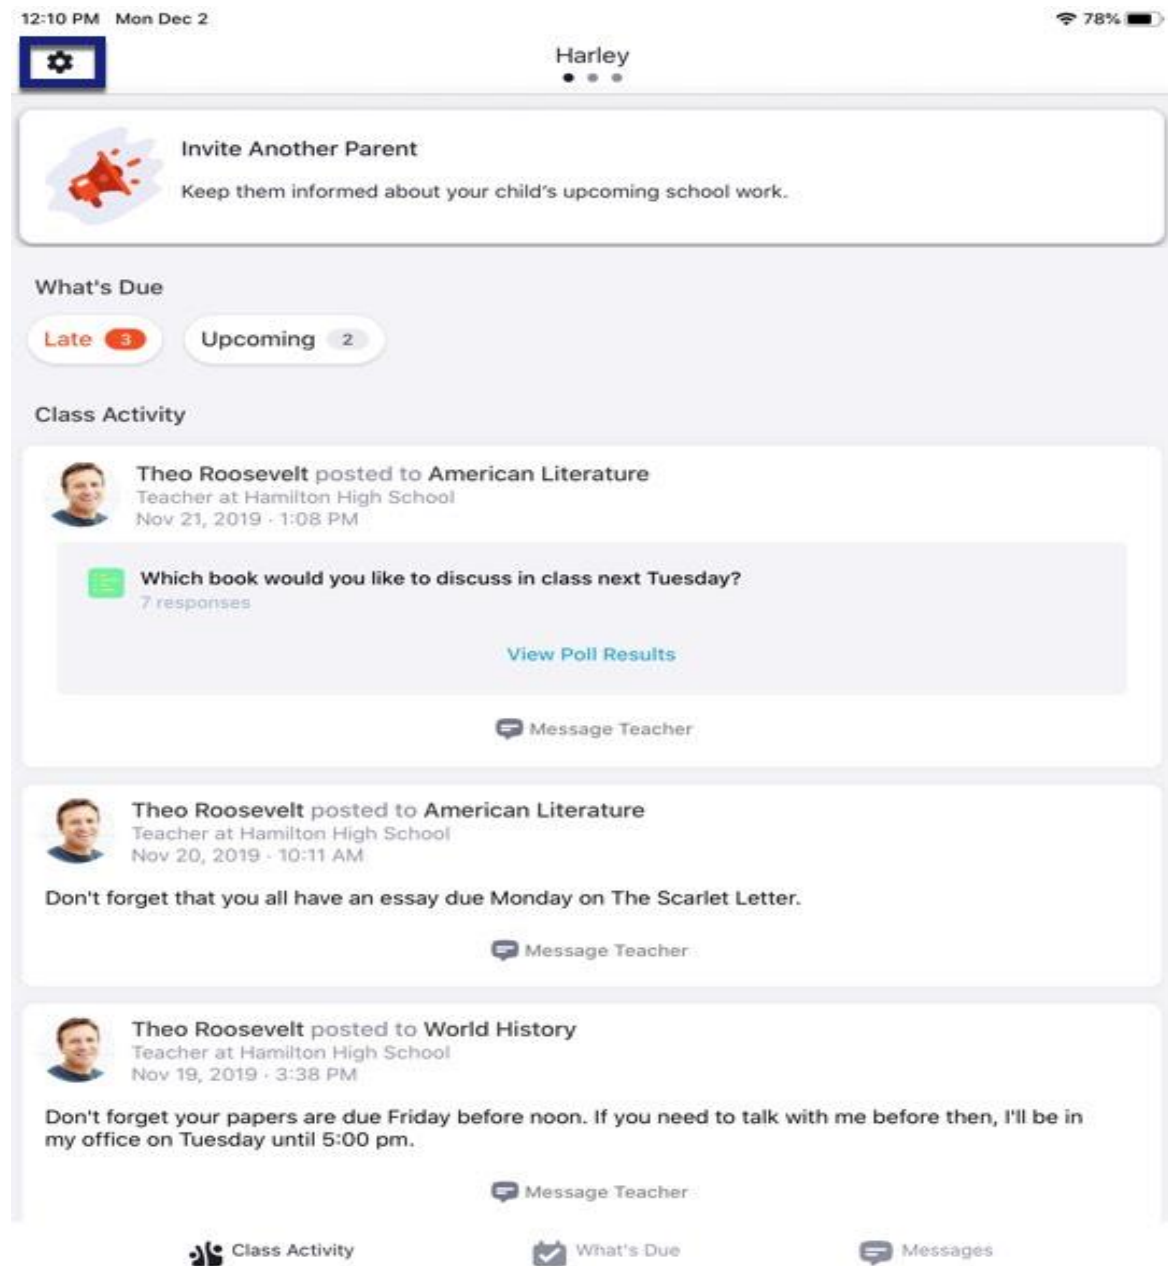 12:10 PM Mon Dec 2 78%
Harley
Invite Another Parent
Keep them informed about your child's upcoming school work.
What's Due
Late 3 Upcoming 2
Class Activity
Theo Roosevelt posted to American Literature
Teacher at Hamilton High School
Nov 21, 2019 · 1:08 PM
Which book would you like to discuss in class next Tuesday?
7 responses
View Poll Results
Message Teacher
Theo Roosevelt posted to American Literature
Teacher at Hamilton High School
Nov 20, 2019 · 10:11 AM
Don't forget that you all have an essay due Monday on The Scarlet Letter.
Message Teacher
Theo Roosevelt posted to World History
Teacher at Hamilton High School
Nov 19, 2019 · 3:38 PM
Don't forget your papers are due Friday before noon. If you need to talk with me before then, I'll be in
my office on Tuesday until 5:00 pm.
Message Teacher
Class Activity What's Due Messages